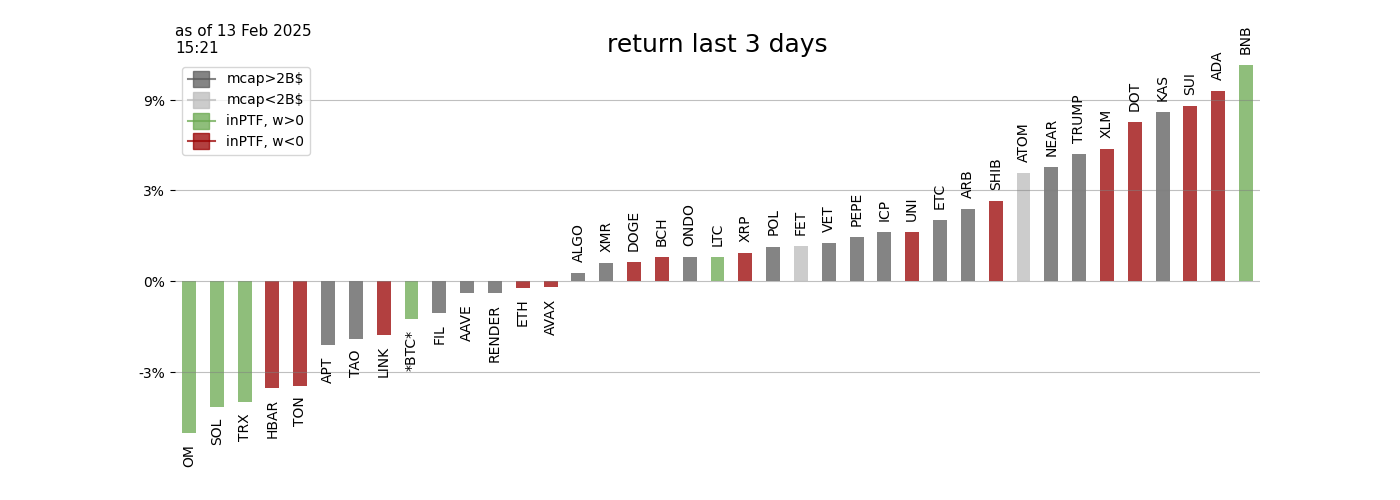 as of 13 Feb 2025
15:21
return last 3 days
mcap>2B$
mcap<2B$
inPTF, w>0
inPTF, w<0
9%
3%
0%
-3%
OM
SOL
TRX
HBAR
TON
APT
TAO
LINK
*BTC*
FIL
AAVE
RENDER
ETH
AVAX
ALGO
XMR
DOGE
BCH
ONDO
LTC
XRP
POL
FET
VET
PEPE
ICP
UNI
ETC
ARB
SHIB
ATOM
NEAR
TRUMP
XLM
DOT
KAS
SUI
ADA
BNB